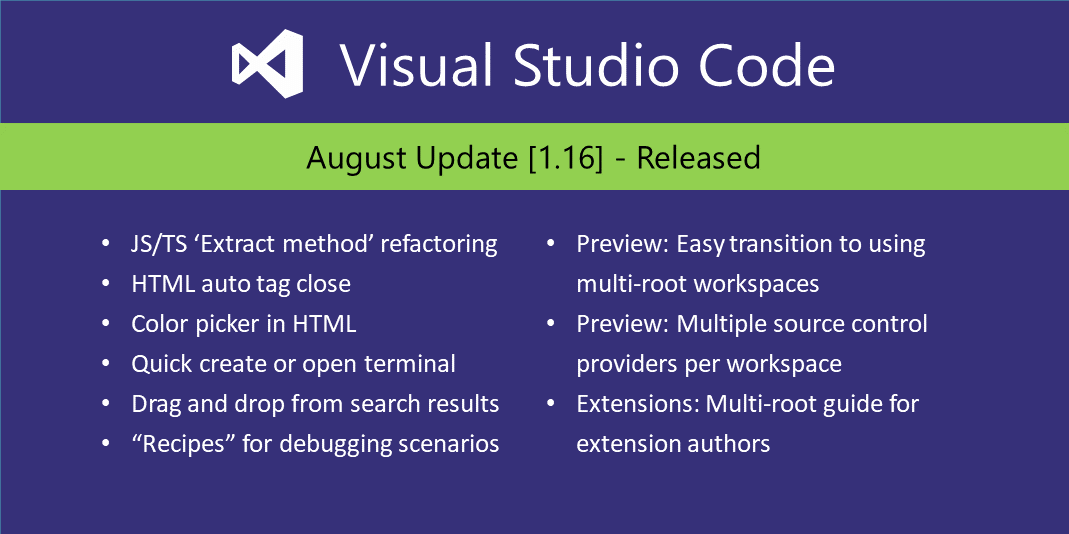 Visual Studio Code
August Update [1.16] - Released
• JS/TS ‘Extract method’ refactoring
• HTML auto tag close
• Color picker in HTML
• Quick create or open terminal
• Drag and drop from search results
• “Recipes” for debugging scenarios
• Preview: Easy transition to using
multi-root workspaces
• Preview: Multiple source control
providers per workspace
• Extensions: Multi-root guide for
extension authors